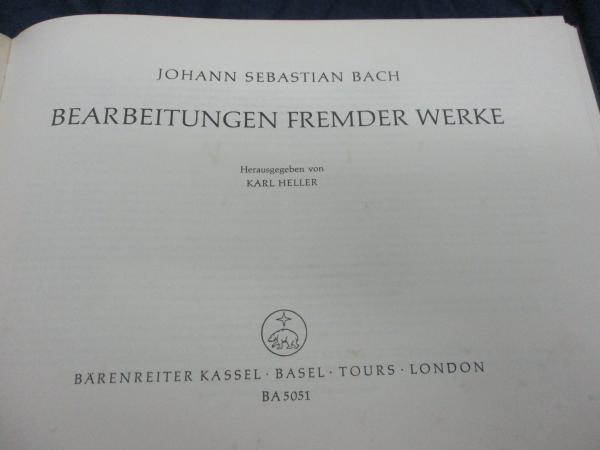 JOHANN SEBASTIAN BACH
BEARBEITUNGEN FREMDER WERKE
Herausgegeben von
KARL HELLER
BÄRENREITER KASSEL · BASEL · TOURS · LONDON
BA 5051